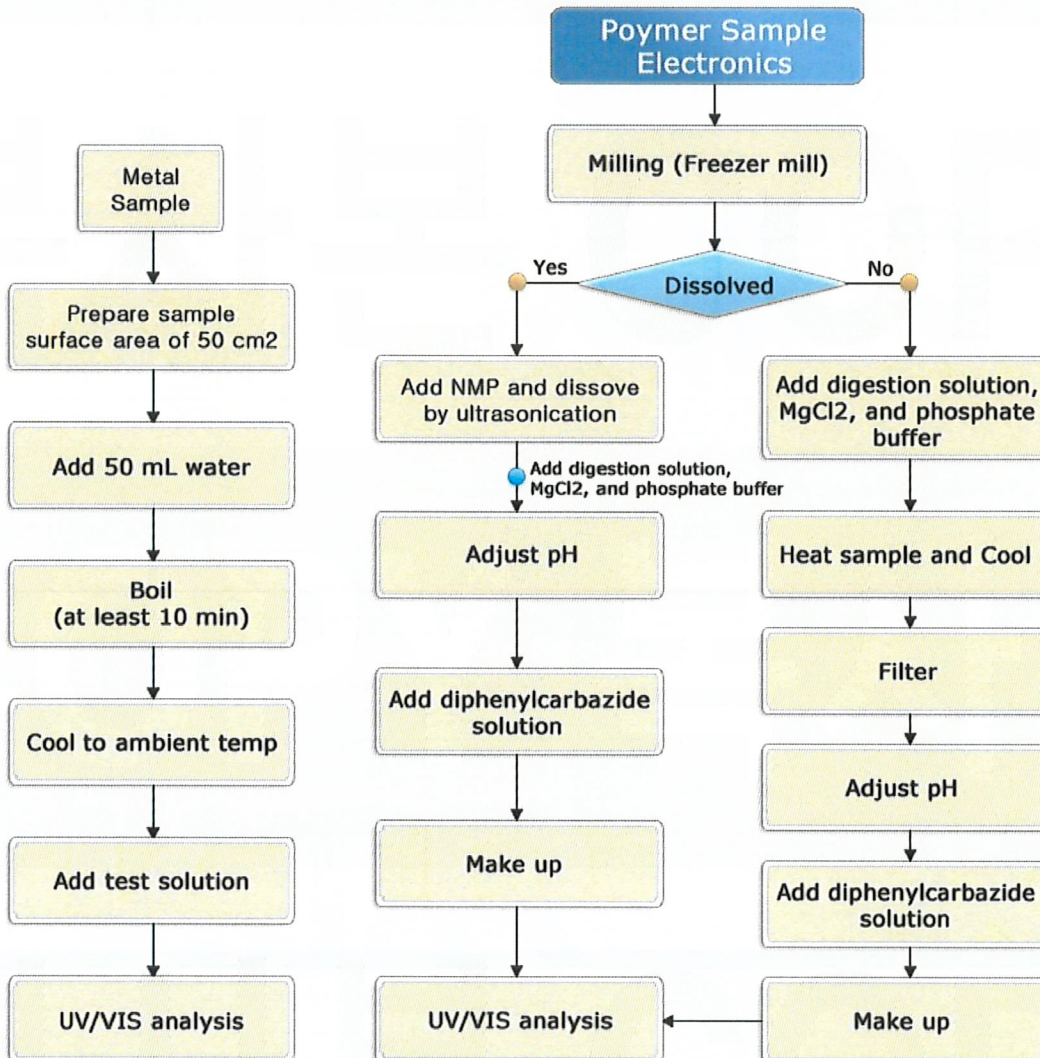 Poymer Sample
Electronics
Milling (Freezer mill)
Metal
Sample
Yes
Dissolved
No
Prepare sample
surface area of 50 cm2
Add NMP and dissove
by ultrasonication
Add digestion solution,
MgCl2, and phosphate
buffer
Add 50 mL water
Add digestion solution,
MgCl2, and phosphate buffer
Adjust pH
Heat sample and Cool
Boil
(at least 10 min)
Filter
Add diphenylcarbazide
solution
Cool to ambient temp
Adjust pH
Add test solution
Make up
Add diphenylcarbazide
solution
UV/VIS analysis
UV/VIS analysis
Make up